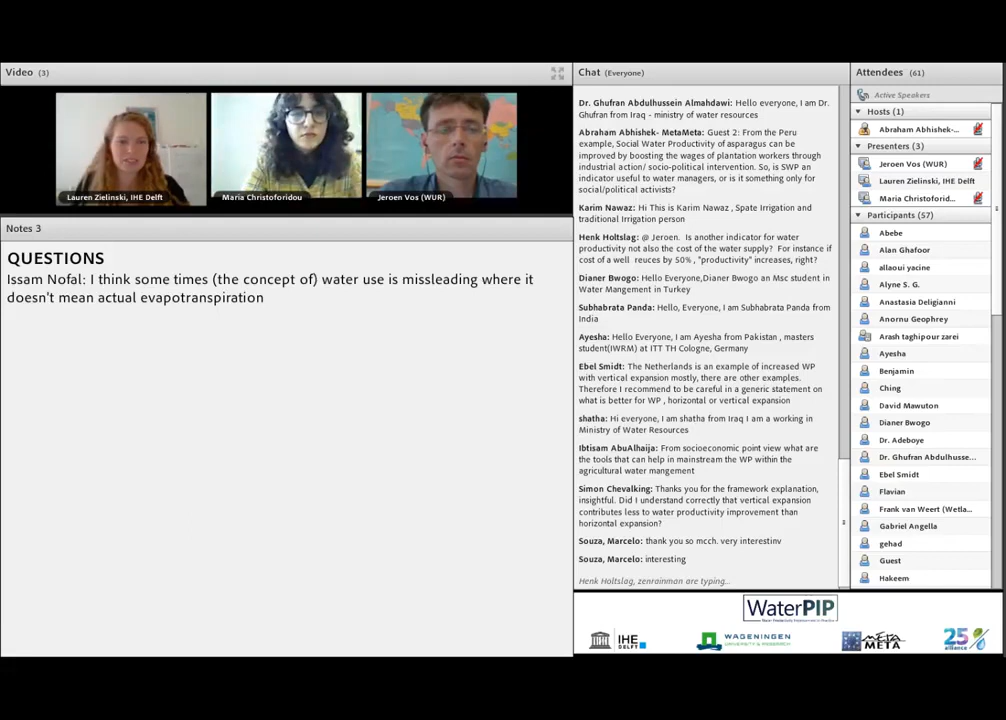 Video (3)
Lauren Zielinski, IHE Delft
Maria Christoforidou
Jeroen Vos (WUR)
Notes 3
QUESTIONS
Issam Nofal: I think some times (the concept of) water use is missleading where it
doesn't mean actual evapotranspiration
Chat (Everyone)
Dr. Ghufran Abdulhussein Almahdawi: Hello everyone, I am Dr.
Ghufran from Iraq - ministry of water resources
Abraham Abhishek- MetaMeta: Guest 2: From the Peru
example, Social Water Productivity of asparagus can be
improved by boosting the wages of plantation workers through
industrial action/ socio-political intervention. So, is SWP an
indicator useful to water managers, or is it something only for
social/political activists?
Karim Nawaz: Hi This is Karim Nawaz , Spate Irrigation and
traditional Irrigation person
Henk Holtslag: @ Jeroen. Is another indicator for water
productivity not also the cost of the water supply? For instance if
cost of a well reuces by 50% , "productivity" increases, right?
Dianer Bwogo: Hello Everyone,Dianer Bwogo an Msc student in
Water Mangement in Turkey
Subhabrata Panda: Hello, Everyone, I am Subhabrata Panda from
India
Ayesha: Hello Everyone, I am Ayesha from Pakistan , masters
student(IWRM) at ITT TH Cologne, Germany
Ebel Smidt: The Netherlands is an example of increased WP
with vertical expansion mostly, there are other examples.
Therefore I recommend to be careful in a generic statement on
what is better for WP , horizontal or vertical expansion
shatha: Hi everyone, I am shatha from Iraq I am a working in
Ministry of Water Resources
Ibtisam AbuAlhaija: From socioeconomic point view what are
the tools that can help in mainstream the WP within the
agricultural water mangement
Simon Chevalking: Thanks you for the framework explanation,
insightful. Did I understand correctly that vertical expansion
contributes less to water productivity improvement than
horizontal expansion?
Souza, Marcelo: thank you so mcch. very interestinv
Souza, Marcelo: interesting
Henk Holtslag, zenrainman are typing...
Attendees (61)
Active Speakers
Hosts (1)
Abraham Abhishek-...
Presenters (3)
Jeroen Vos (WUR)
Lauren Zielinski, IHE Delft
Maria Christoforid...
Participants (57)
Abebe
Alan Ghafoor
allaoui yacine
Alyne S. G.
Anastasia Deligianni
Anornu Geophrey
Arash taghipour zarei
Ayesha
Benjamin
Ching
David Mawuton
Dianer Bwogo
Dr. Adeboye
Dr. Ghufran Abdulhusse...
Ebel Smidt
Flavian
Frank van Weert (Wetla...
Gabriel Angella
gehad
Guest
Hakeem
WaterPIP
Water Productivity Improvement in Practice
IHE
DELFT
WAGENINGEN
UNIVERSITY & RESEARCH
META
META
25
alliance